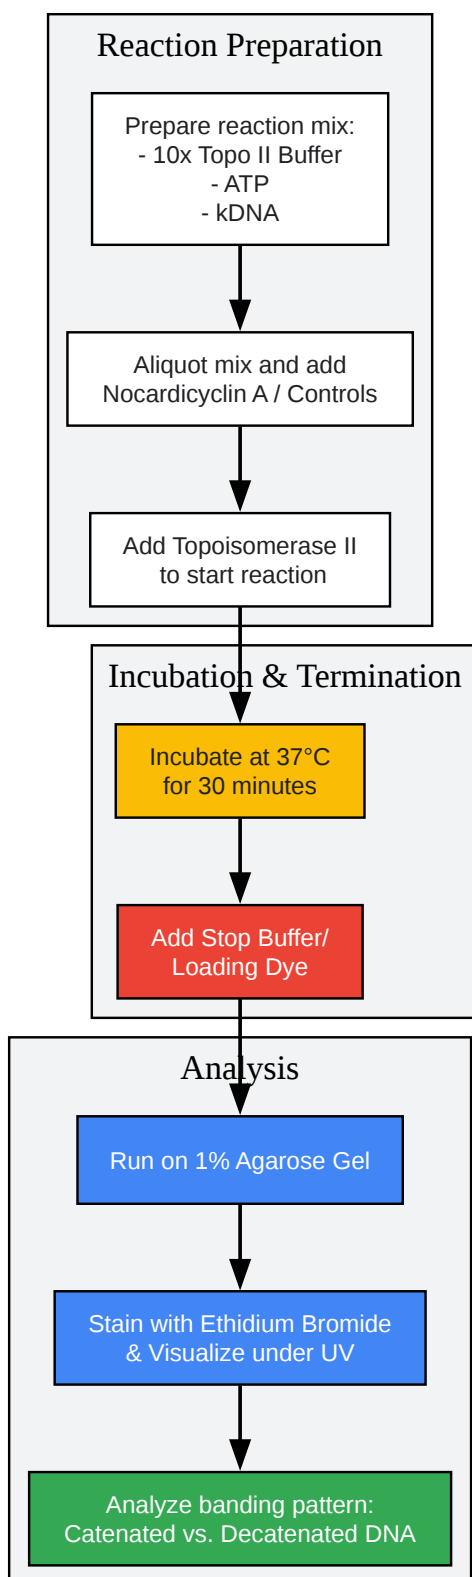 Reaction Preparation
Prepare reaction mix:
- 10x Topo II Buffer
- ATP
- kDNA
Aliquot mix and add
Nocardicyclin A / Controls
Add Topoisomerase II
to start reaction
Incubation & Termination
Incubate at 37°C
for 30 minutes
Add Stop Buffer/
Loading Dye
Analysis
Run on 1% Agarose Gel
Stain with Ethidium Bromide
& Visualize under UV
Analyze banding pattern:
Catenated vs. Decatenated DNA